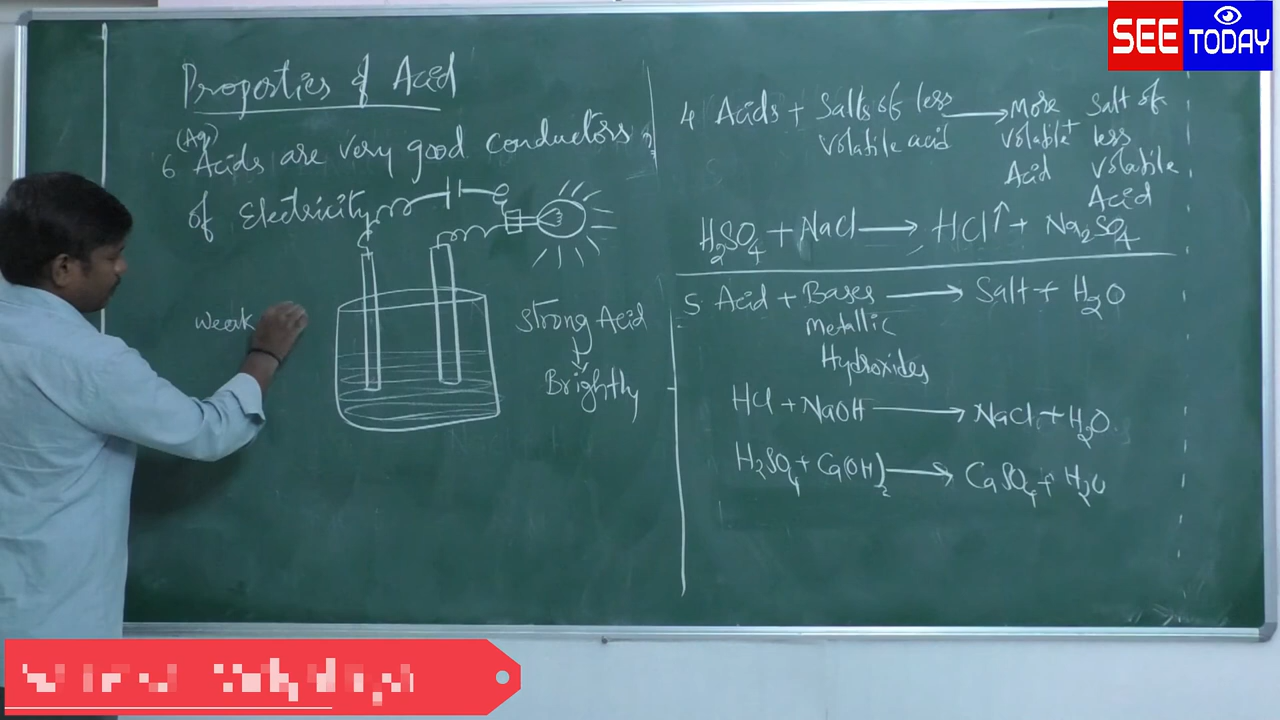 SEE TODAY
Properties of Acid
(Aq)
6 Acids are very good conductors
of Electricity
weak
Strong Acid
↓
Brightly
4 Acids + Salts of less volatile acid → More volatile Acid + Salt of less volatile Acid
H₂SO₄ + NaCl → HCl↑ + Na₂SO₄
5. Acid + Bases → Salt + H₂O
Metallic
Hydroxides
HCl + NaOH → NaCl + H₂O
H₂SO₄ + Ca(OH)₂ → CaSO₄ + H₂O